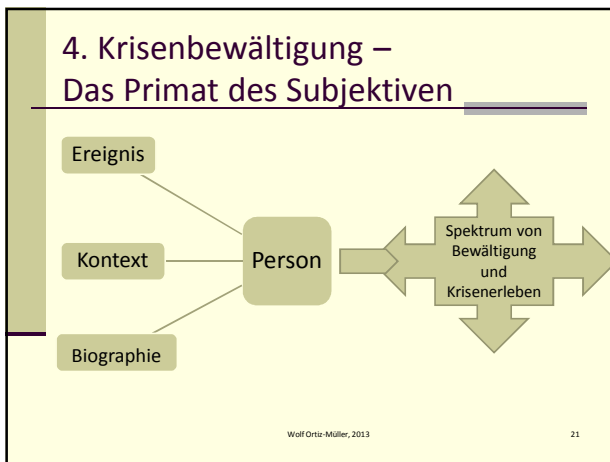 4. Krisenbewältigung –
Das Primat des Subjektiven
Ereignis
Kontext
Biographie
Person
Spektrum von
Bewältigung
und
Krisenerleben
Wolf Ortiz-Müller, 2013
21